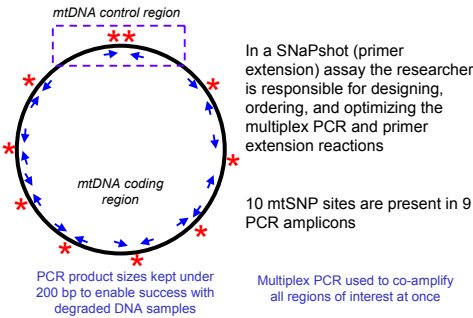 mtDNA control region
**
In a SNaPshot (primer
extension) assay the researcher
is responsible for designing,
ordering, and optimizing the
multiplex PCR and primer
extension reactions
mtDNA coding
region
10 mtSNP sites are present in 9
PCR amplicons
PCR product sizes kept under
200 bp to enable success with
degraded DNA samples
Multiplex PCR used to co-amplify
all regions of interest at once